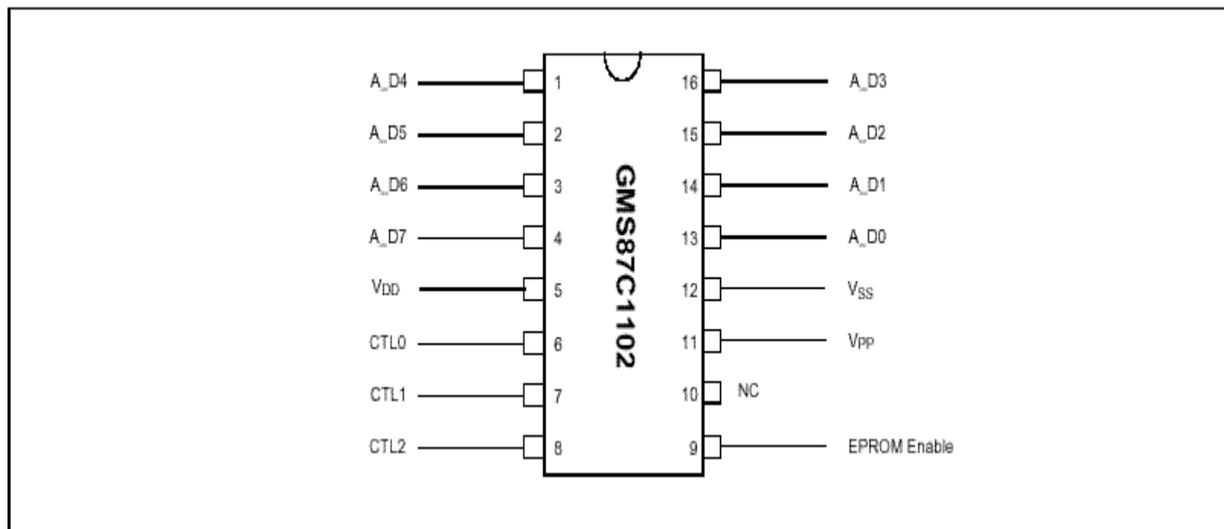 A_D4 1 16 A_D3
A_D5 2 15 A_D2
A_D6 3 14 A_D1
A_D7 4 13 A_D0
VDD 5 12 VSS
CTL0 6 11 VPP
CTL1 7 10 NC
CTL2 8 9 EPROM Enable
GMS87C1102